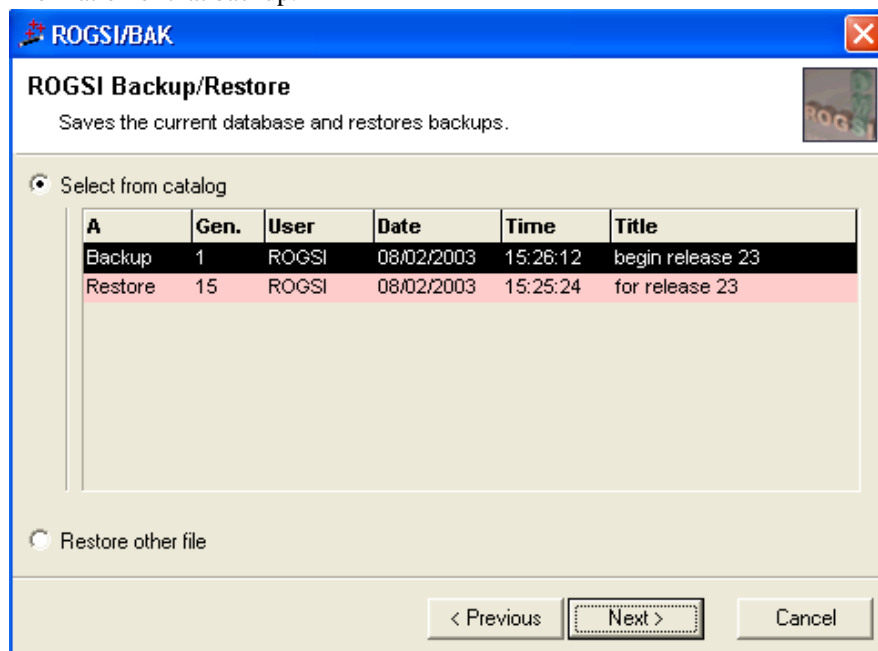 ROGSI/BAK
ROGSI Backup/Restore
Saves the current database and restores backups.
ROGSI
Select from catalog
A Gen. User Date Time Title
Backup 1 ROGSI 08/02/2003 15:26:12 begin release 23
Restore 15 ROGSI 08/02/2003 15:25:24 for release 23
Restore other file
< Previous Next > Cancel